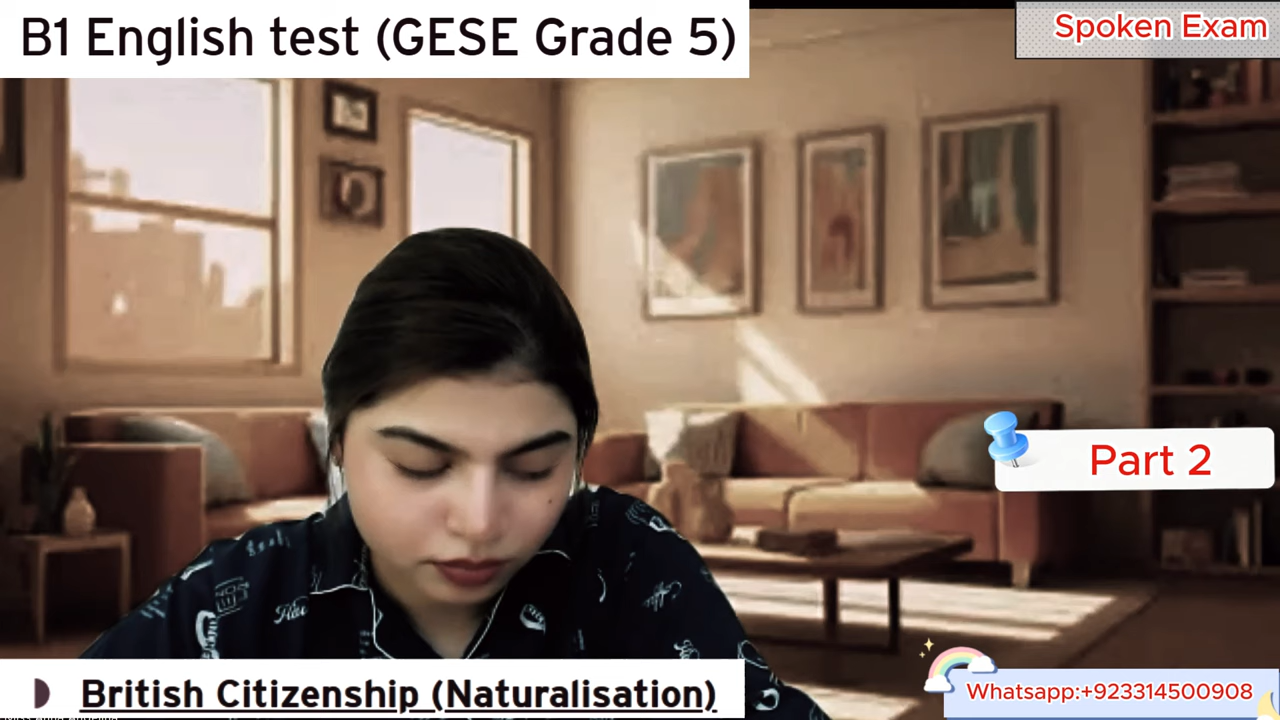 B1 English test (GESE Grade 5)
Spoken Exam
Part 2
British Citizenship (Naturalisation)
Whatsapp:+923314500908